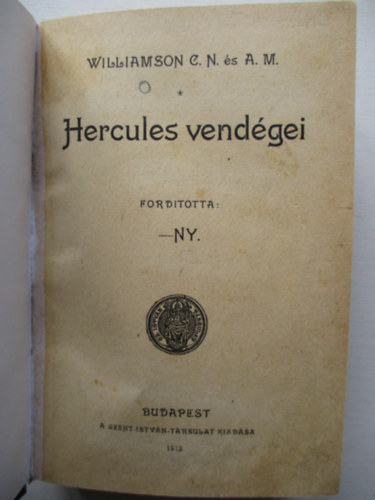 WILLIAMSON C. N. és A. M.
Hercules vendégei
FORDITOTTA:
—NY.
BUDAPEST
A SZENT-ISTVÁN-TÁRSULAT KIADÁSA